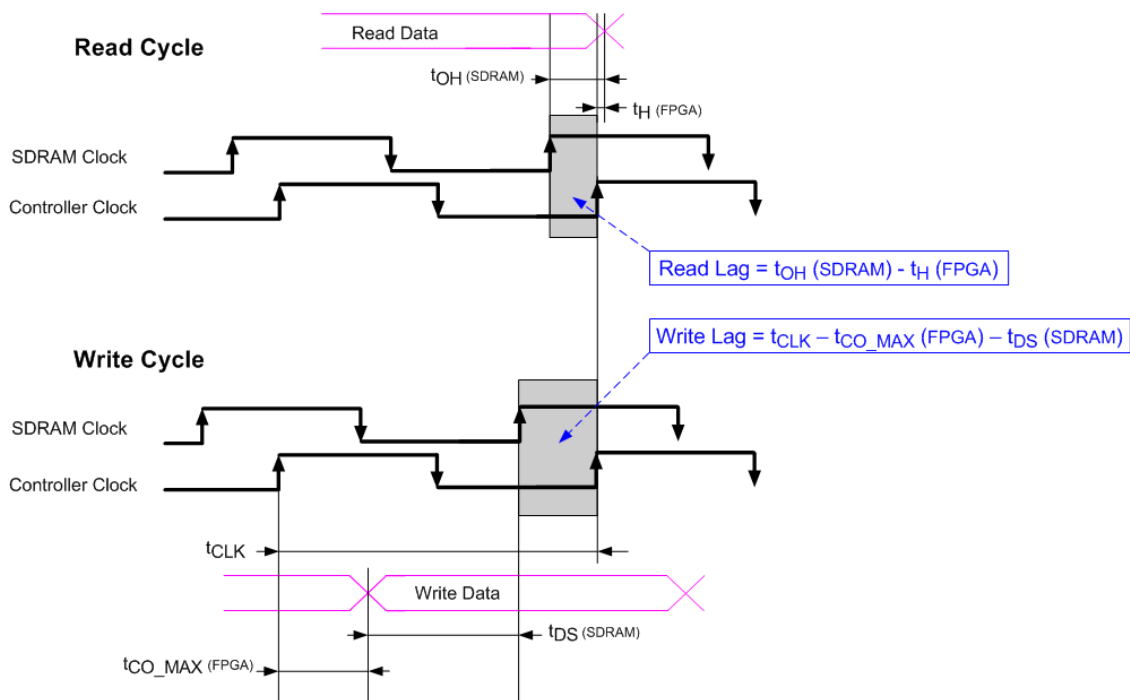 Read Data
Read Cycle
tOH (SDRAM)
tH (FPGA)
SDRAM Clock
Controller Clock
Read Lag = tOH (SDRAM) - tH (FPGA)
Write Lag = tCLK – tCO_MAX (FPGA) – tDS (SDRAM)
Write Cycle
SDRAM Clock
Controller Clock
tCLK
Write Data
tDS (SDRAM)
tCO_MAX (FPGA)